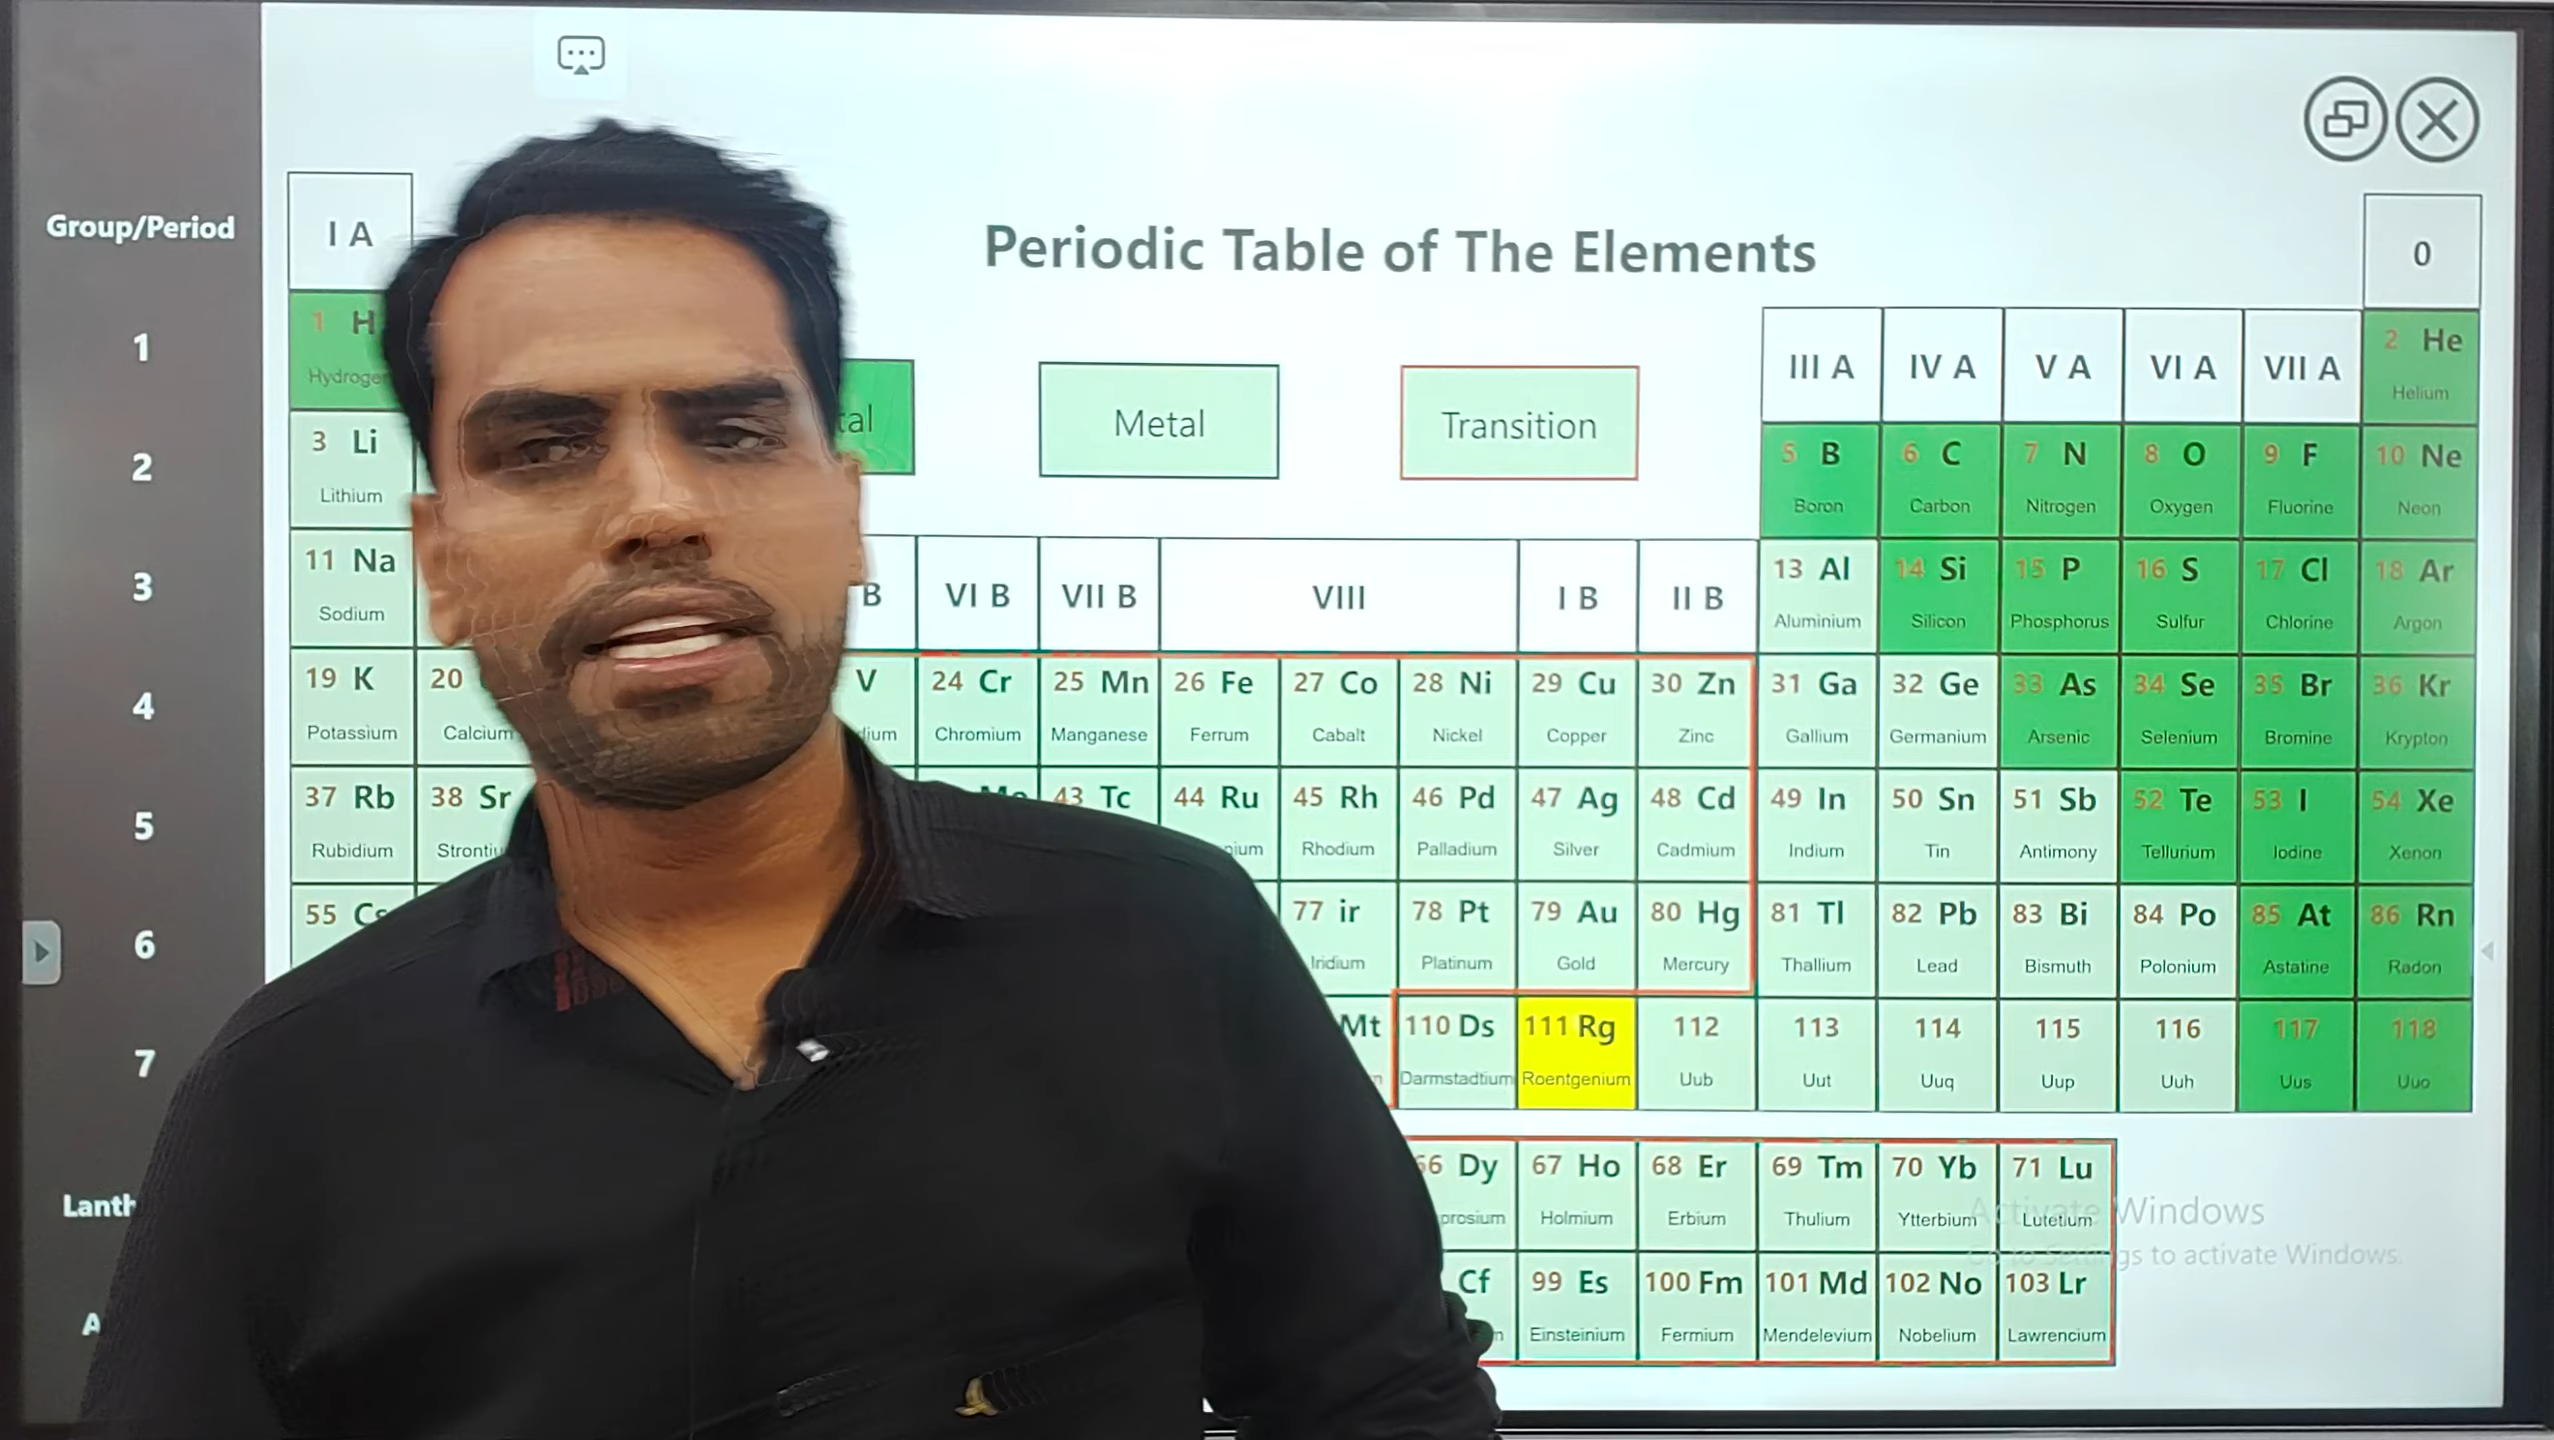 Group/Period
I A
Periodic Table of The Elements
0
1
1 H
III A IV A V A VI A VII A
2 He
Helium
Metal
Transition
2
3 Li
Lithium
5 B 6 C 7 N 8 O 9 F 10 Ne
Boron Carbon Nitrogen Oxygen Fluorine Neon
3
11 Na
Sodium
B VI B VII B VIII I B II B
13 Al 14 Si 15 P 16 S 17 Cl 18 Ar
Aluminium Silicon Phosphorus Sulfur Chlorine Argon
4
19 K 20 V 24 Cr 25 Mn 26 Fe 27 Co 28 Ni 29 Cu 30 Zn 31 Ga 32 Ge 33 As 34 Se 35 Br 36 Kr
Potassium Calcium Chromium Manganese Ferrum Cabalt Nickel Copper Zinc Gallium Germanium Arsenic Selenium Bromine Krypton
5
37 Rb 38 Sr 43 Tc 44 Ru 45 Rh 46 Pd 47 Ag 48 Cd 49 In 50 Sn 51 Sb 52 Te 53 I 54 Xe
Rubidium Rhodium Palladium Silver Cadmium Indium Tin Antimony Tellurium Iodine Xenon
6
55 Cs 77 ir 78 Pt 79 Au 80 Hg 81 Tl 82 Pb 83 Bi 84 Po 85 At 86 Rn
Iridium Platinum Gold Mercury Thallium Lead Bismuth Polonium Astatine Radon
7
Mt 110 Ds 111 Rg 112 113 114 115 116 117 118
Darmstadtium Roentgenium Uub Uut Uuq Uup Uuh Uus Uuo
66 Dy 67 Ho 68 Er 69 Tm 70 Yb 71 Lu
Holmium Erbium Thulium Ytterbium Lutetium
Activate Windows
Go to Settings to activate Windows.
Cf 99 Es 100 Fm 101 Md 102 No 103 Lr
Einsteinium Fermium Mendelevium Nobelium Lawrencium